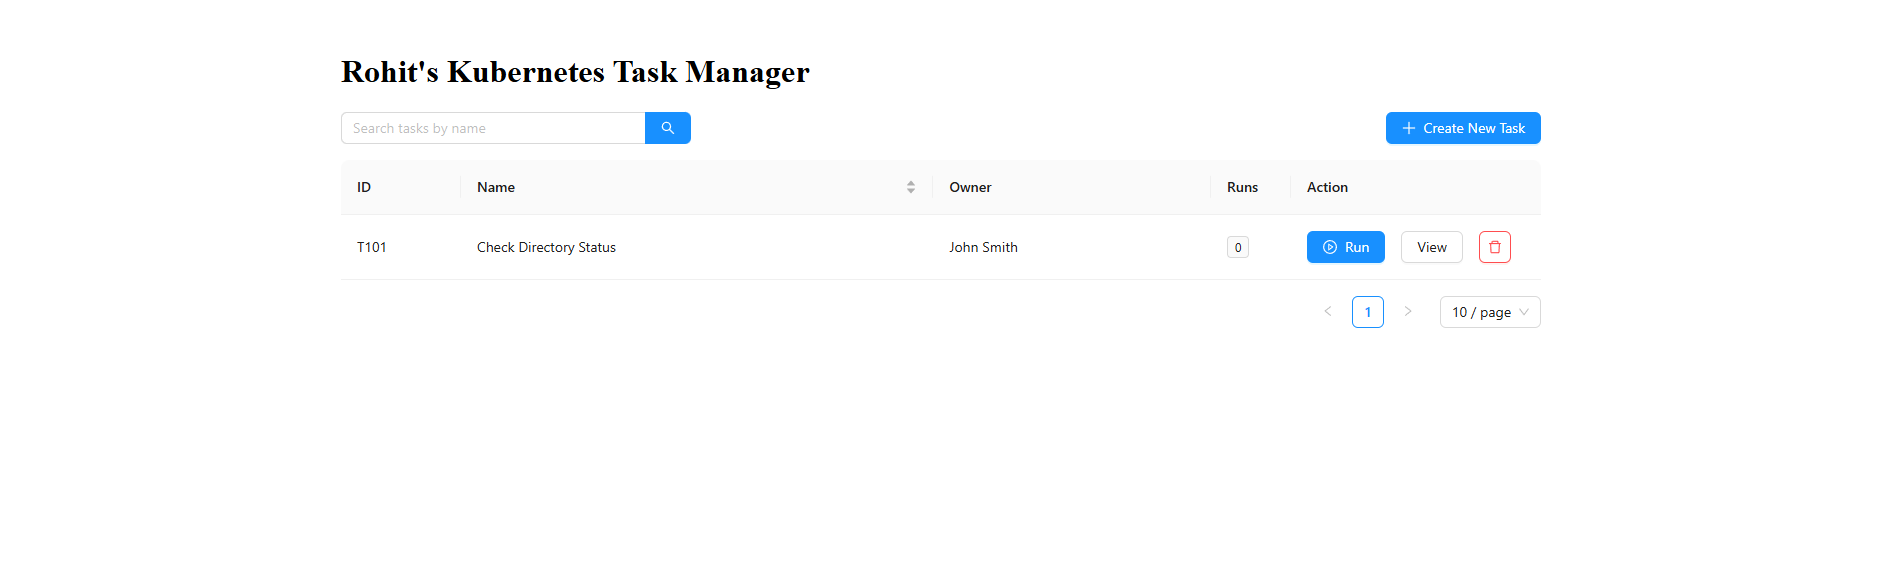 Rohit's Kubernetes Task Manager
Search tasks by name
Create New Task
ID Name Owner Runs Action
T101 Check Directory Status John Smith 0 Run View
1 10 / page